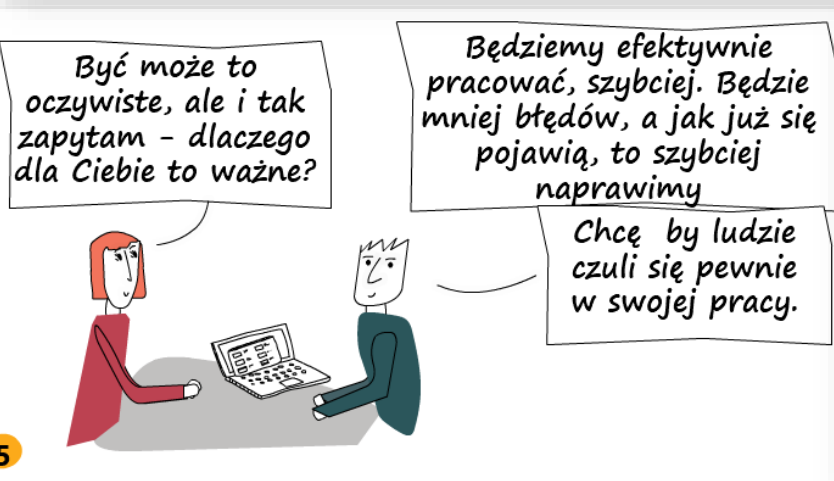 Być może to
oczywiste, ale i tak
zapytam - dlaczego
dla Ciebie to ważne?
Będziemy efektywnie
pracować, szybciej. Będzie
mniej błędów, a jak już się
pojawią, to szybciej
naprawimy
Chcę by ludzie
czuli się pewnie
w swojej pracy.
5